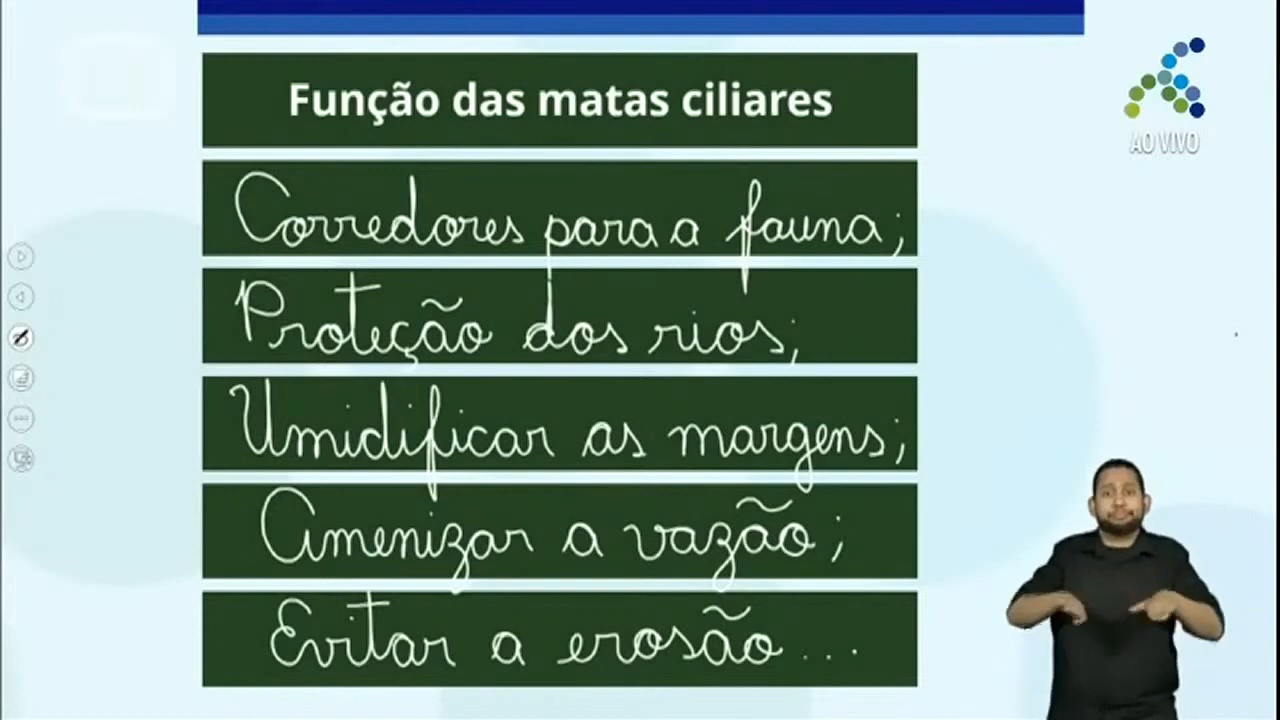 Função das matas ciliares
AO VIVO
Corredores para a fauna;
Proteção dos rios;
Umidificar as margens;
Amenizar a vazão;
Evitar a erosão...